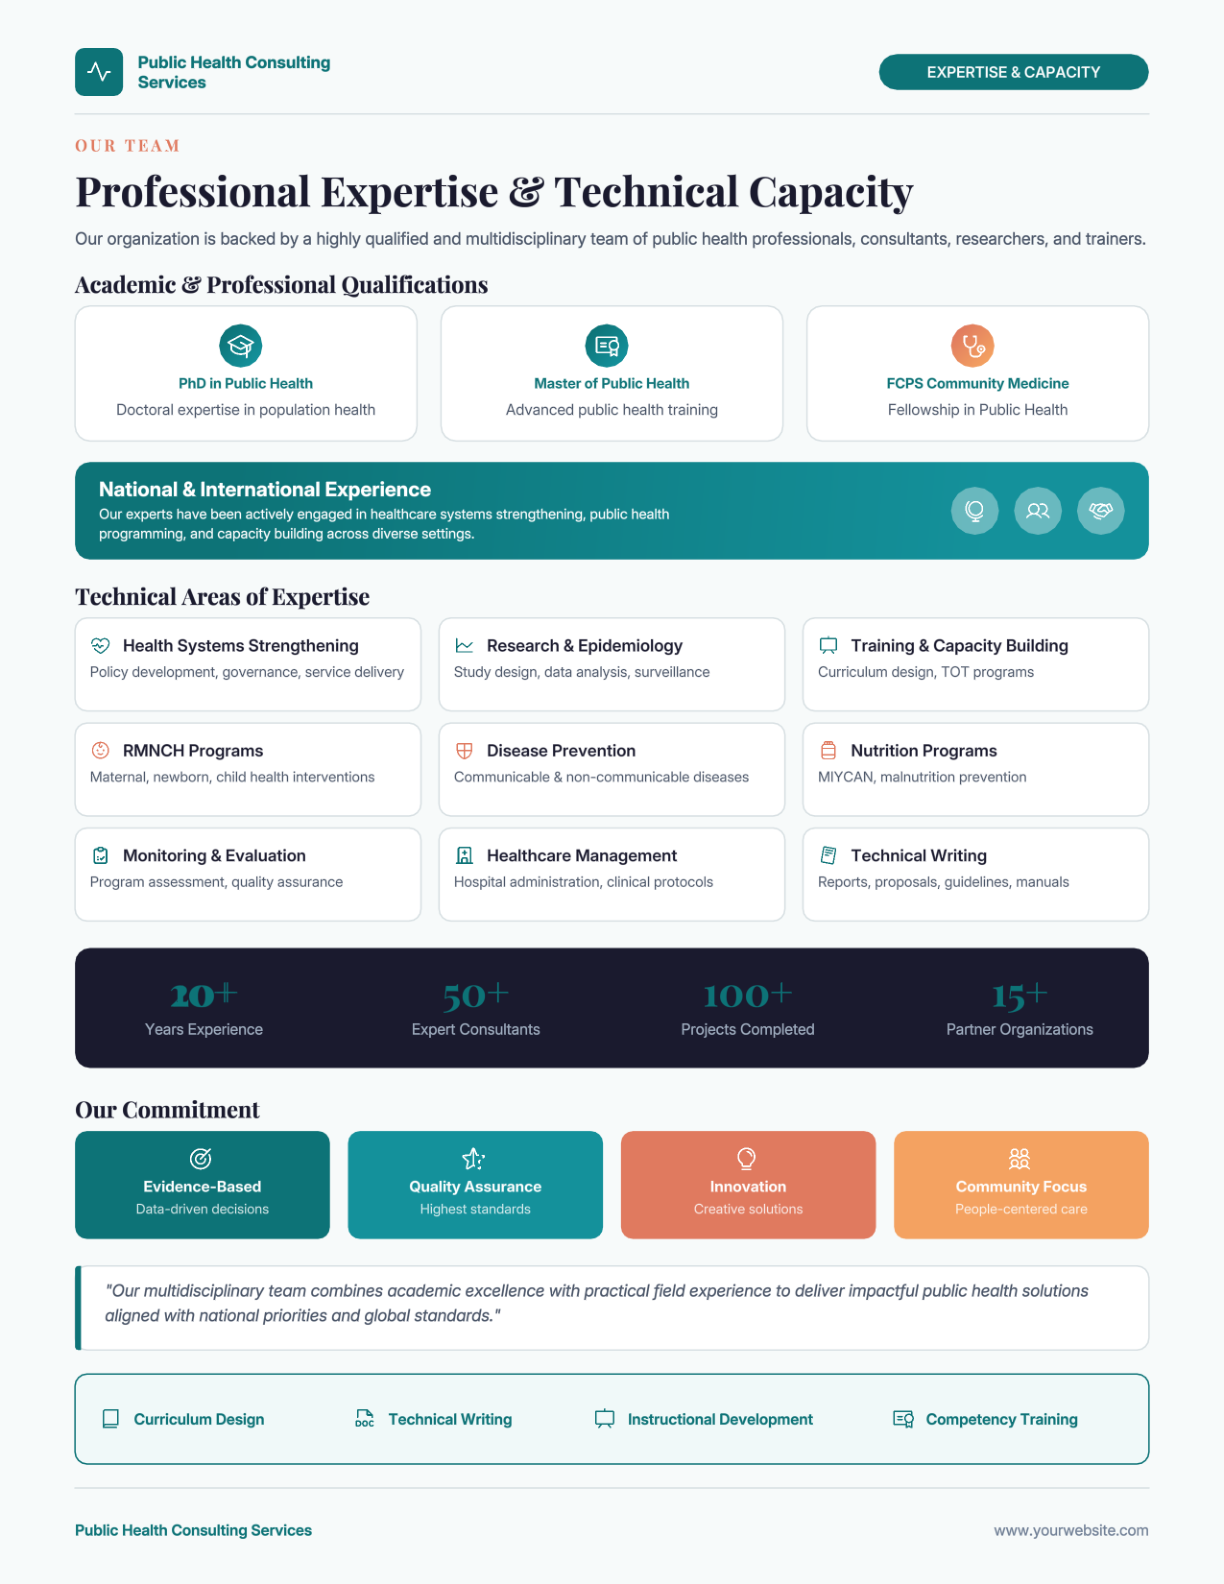 Public Health Consulting
Services
EXPERTISE & CAPACITY
OUR TEAM
Professional Expertise & Technical Capacity
Our organization is backed by a highly qualified and multidisciplinary team of public health professionals, consultants, researchers, and trainers.
Academic & Professional Qualifications
PhD in Public Health
Doctoral expertise in population health
Master of Public Health
Advanced public health training
FCPS Community Medicine
Fellowship in Public Health
National & International Experience
Our experts have been actively engaged in healthcare systems strengthening, public health
programming, and capacity building across diverse settings.
Technical Areas of Expertise
Health Systems Strengthening
Policy development, governance, service delivery
Research & Epidemiology
Study design, data analysis, surveillance
Training & Capacity Building
Curriculum design, TOT programs
RMNCH Programs
Maternal, newborn, child health interventions
Disease Prevention
Communicable & non-communicable diseases
Nutrition Programs
MIYCAN, malnutrition prevention
Monitoring & Evaluation
Program assessment, quality assurance
Healthcare Management
Hospital administration, clinical protocols
Technical Writing
Reports, proposals, guidelines, manuals
20+
Years Experience
50+
Expert Consultants
100+
Projects Completed
15+
Partner Organizations
Our Commitment
Evidence-Based
Data-driven decisions
Quality Assurance
Highest standards
Innovation
Creative solutions
Community Focus
People-centered care
"Our multidisciplinary team combines academic excellence with practical field experience to deliver impactful public health solutions
aligned with national priorities and global standards."
Curriculum Design
DOC
Technical Writing
Instructional Development
Competency Training
Public Health Consulting Services
www.yourwebsite.com